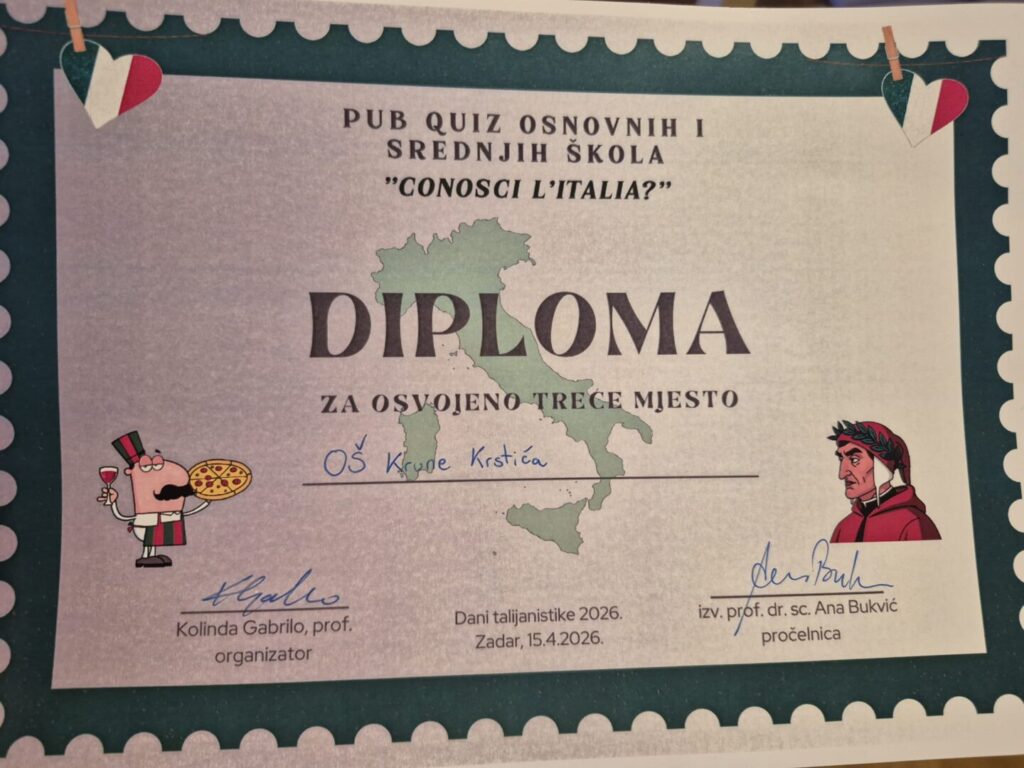 PUB QUIZ OSNOVNIH I
SREDNJIH ŠKOLA
"CONOSCI L'ITALIA?"
DIPLOMA
ZA OSVOJENO TREĆE MJESTO
OŠ Krune Krstića
Kolinda Gabrilo, prof.
organizator
Dani talijanistike 2026.
Zadar, 15.4.2026.
izv. prof. dr. sc. Ana Bukvić
pročelnica